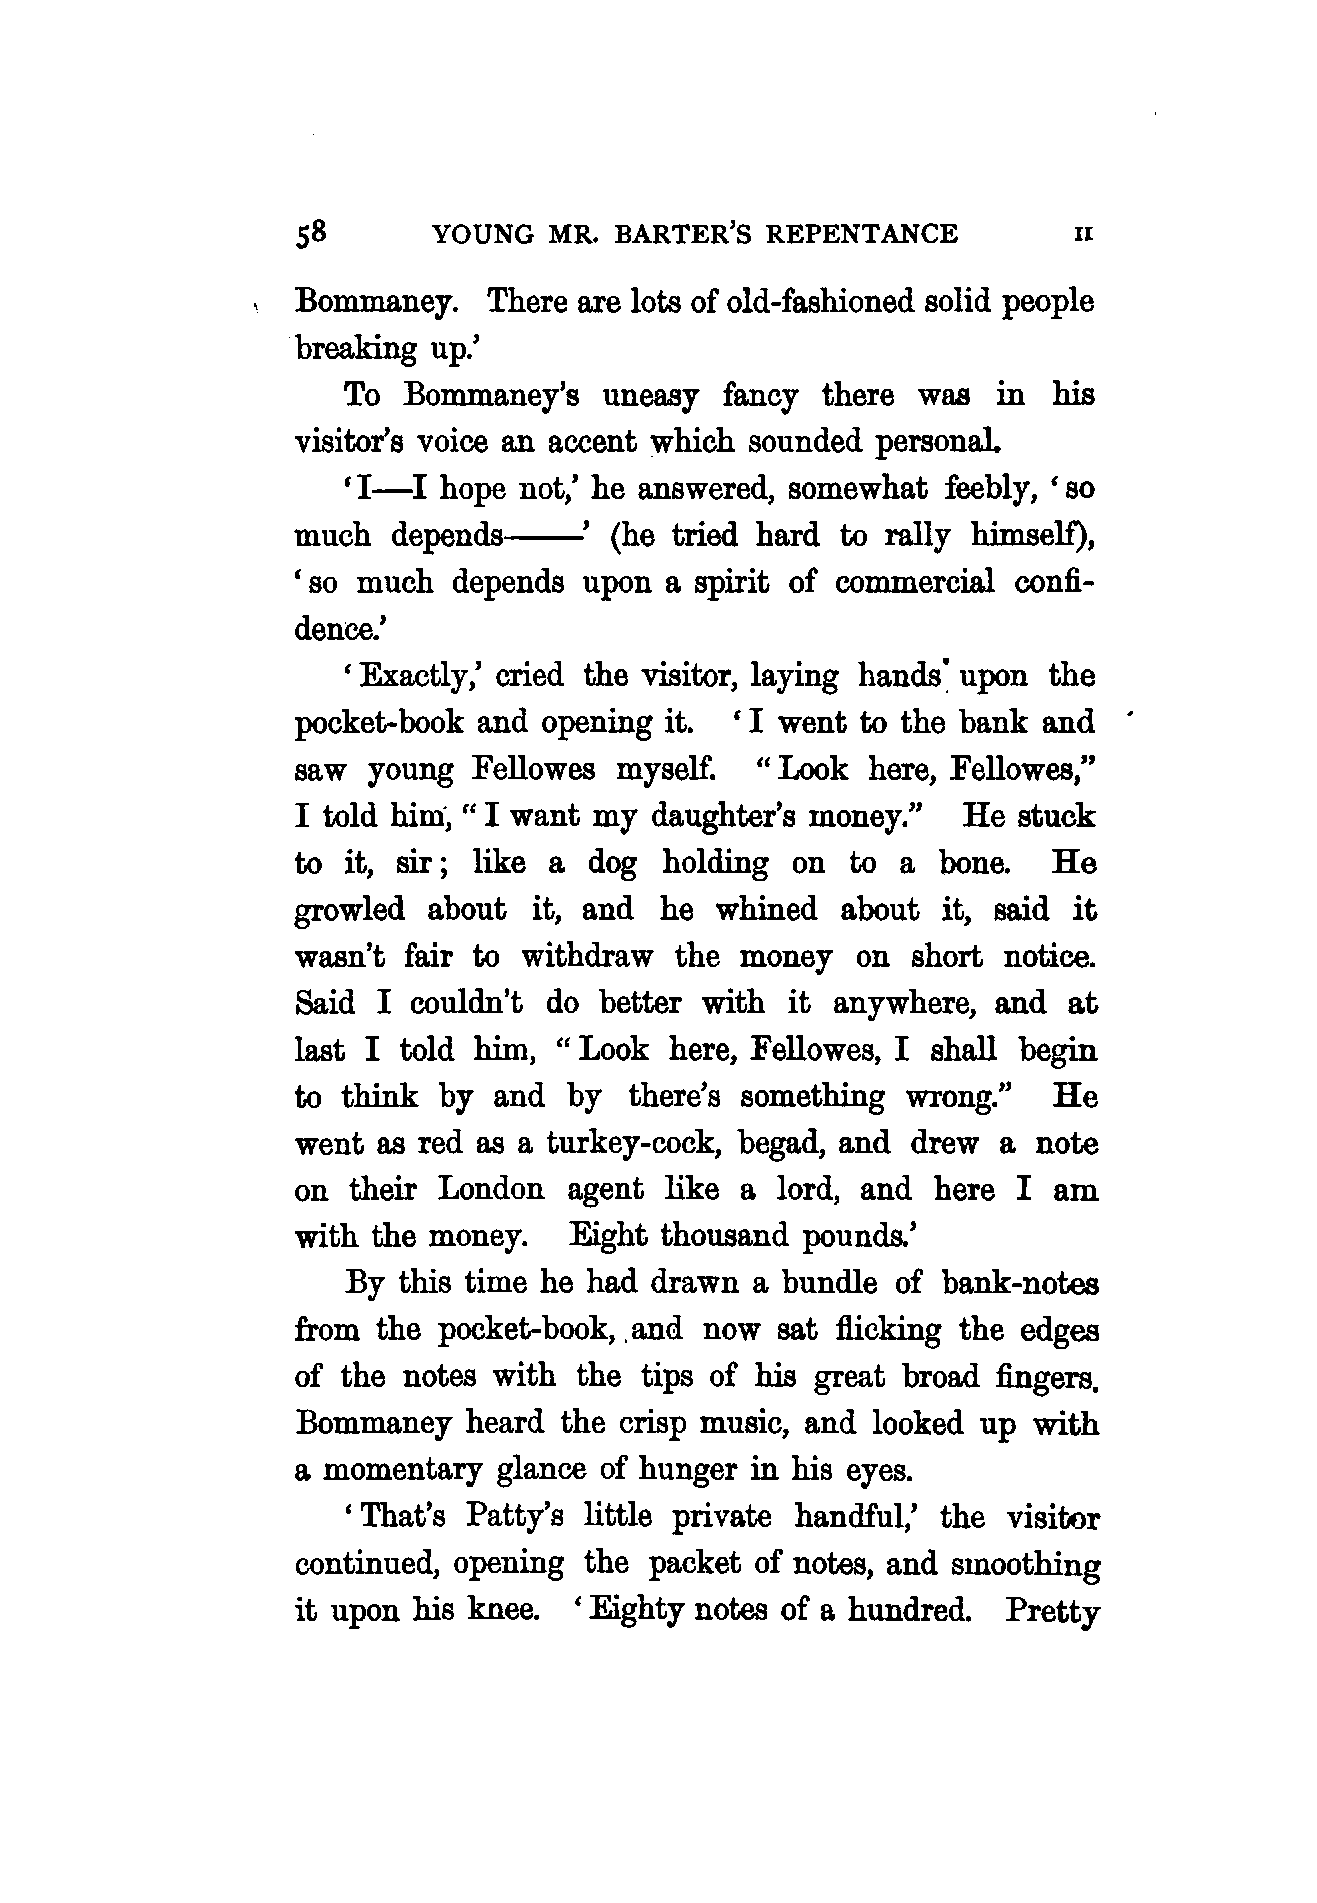 58 YOUNG MR. BARTER'S REPENTANCE II
Bommaney. There are lots of old-fashioned solid people
breaking up.'
To Bommaney's uneasy fancy there was in his
visitor's voice an accent which sounded personal.
'I—I hope not,' he answered, somewhat feebly, 'so
much depends——' (he tried hard to rally himself),
'so much depends upon a spirit of commercial confi-
dence.'
'Exactly,' cried the visitor, laying hands upon the
pocket-book and opening it. 'I went to the bank and
saw young Fellowes myself. "Look here, Fellowes,"
I told him, "I want my daughter's money." He stuck
to it, sir; like a dog holding on to a bone. He
growled about it, and he whined about it, said it
wasn't fair to withdraw the money on short notice.
Said I couldn't do better with it anywhere, and at
last I told him, "Look here, Fellowes, I shall begin
to think by and by there's something wrong." He
went as red as a turkey-cock, begad, and drew a note
on their London agent like a lord, and here I am
with the money. Eight thousand pounds.'
By this time he had drawn a bundle of bank-notes
from the pocket-book, and now sat flicking the edges
of the notes with the tips of his great broad fingers.
Bommaney heard the crisp music, and looked up with
a momentary glance of hunger in his eyes.
'That's Patty's little private handful,' the visitor
continued, opening the packet of notes, and smoothing
it upon his knee. 'Eighty notes of a hundred. Pretty